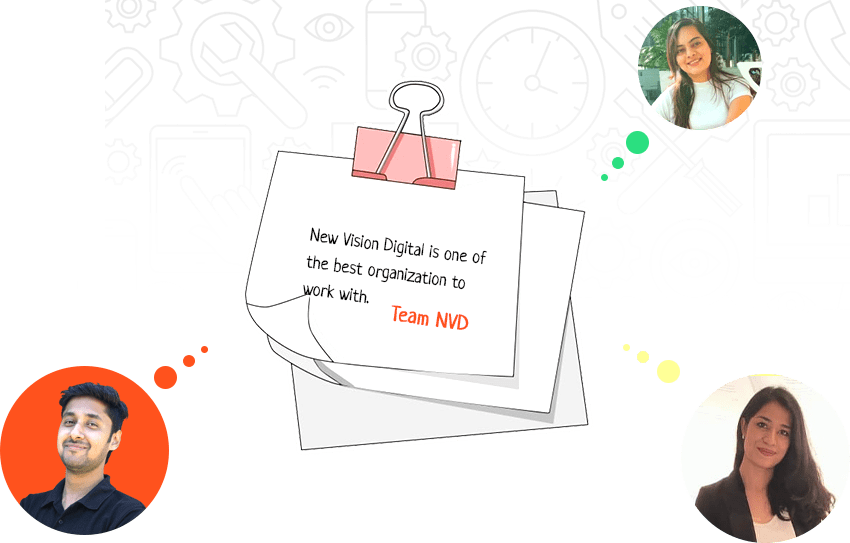 New Vision Digital is one of
the best organization to
work with.
Team NVD